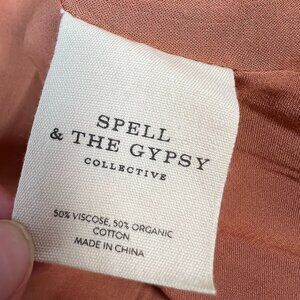 SPELL
& THE GYPSY
COLLECTIVE
50% VISCOSE, 50% ORGANIC
COTTON
MADE IN CHINA